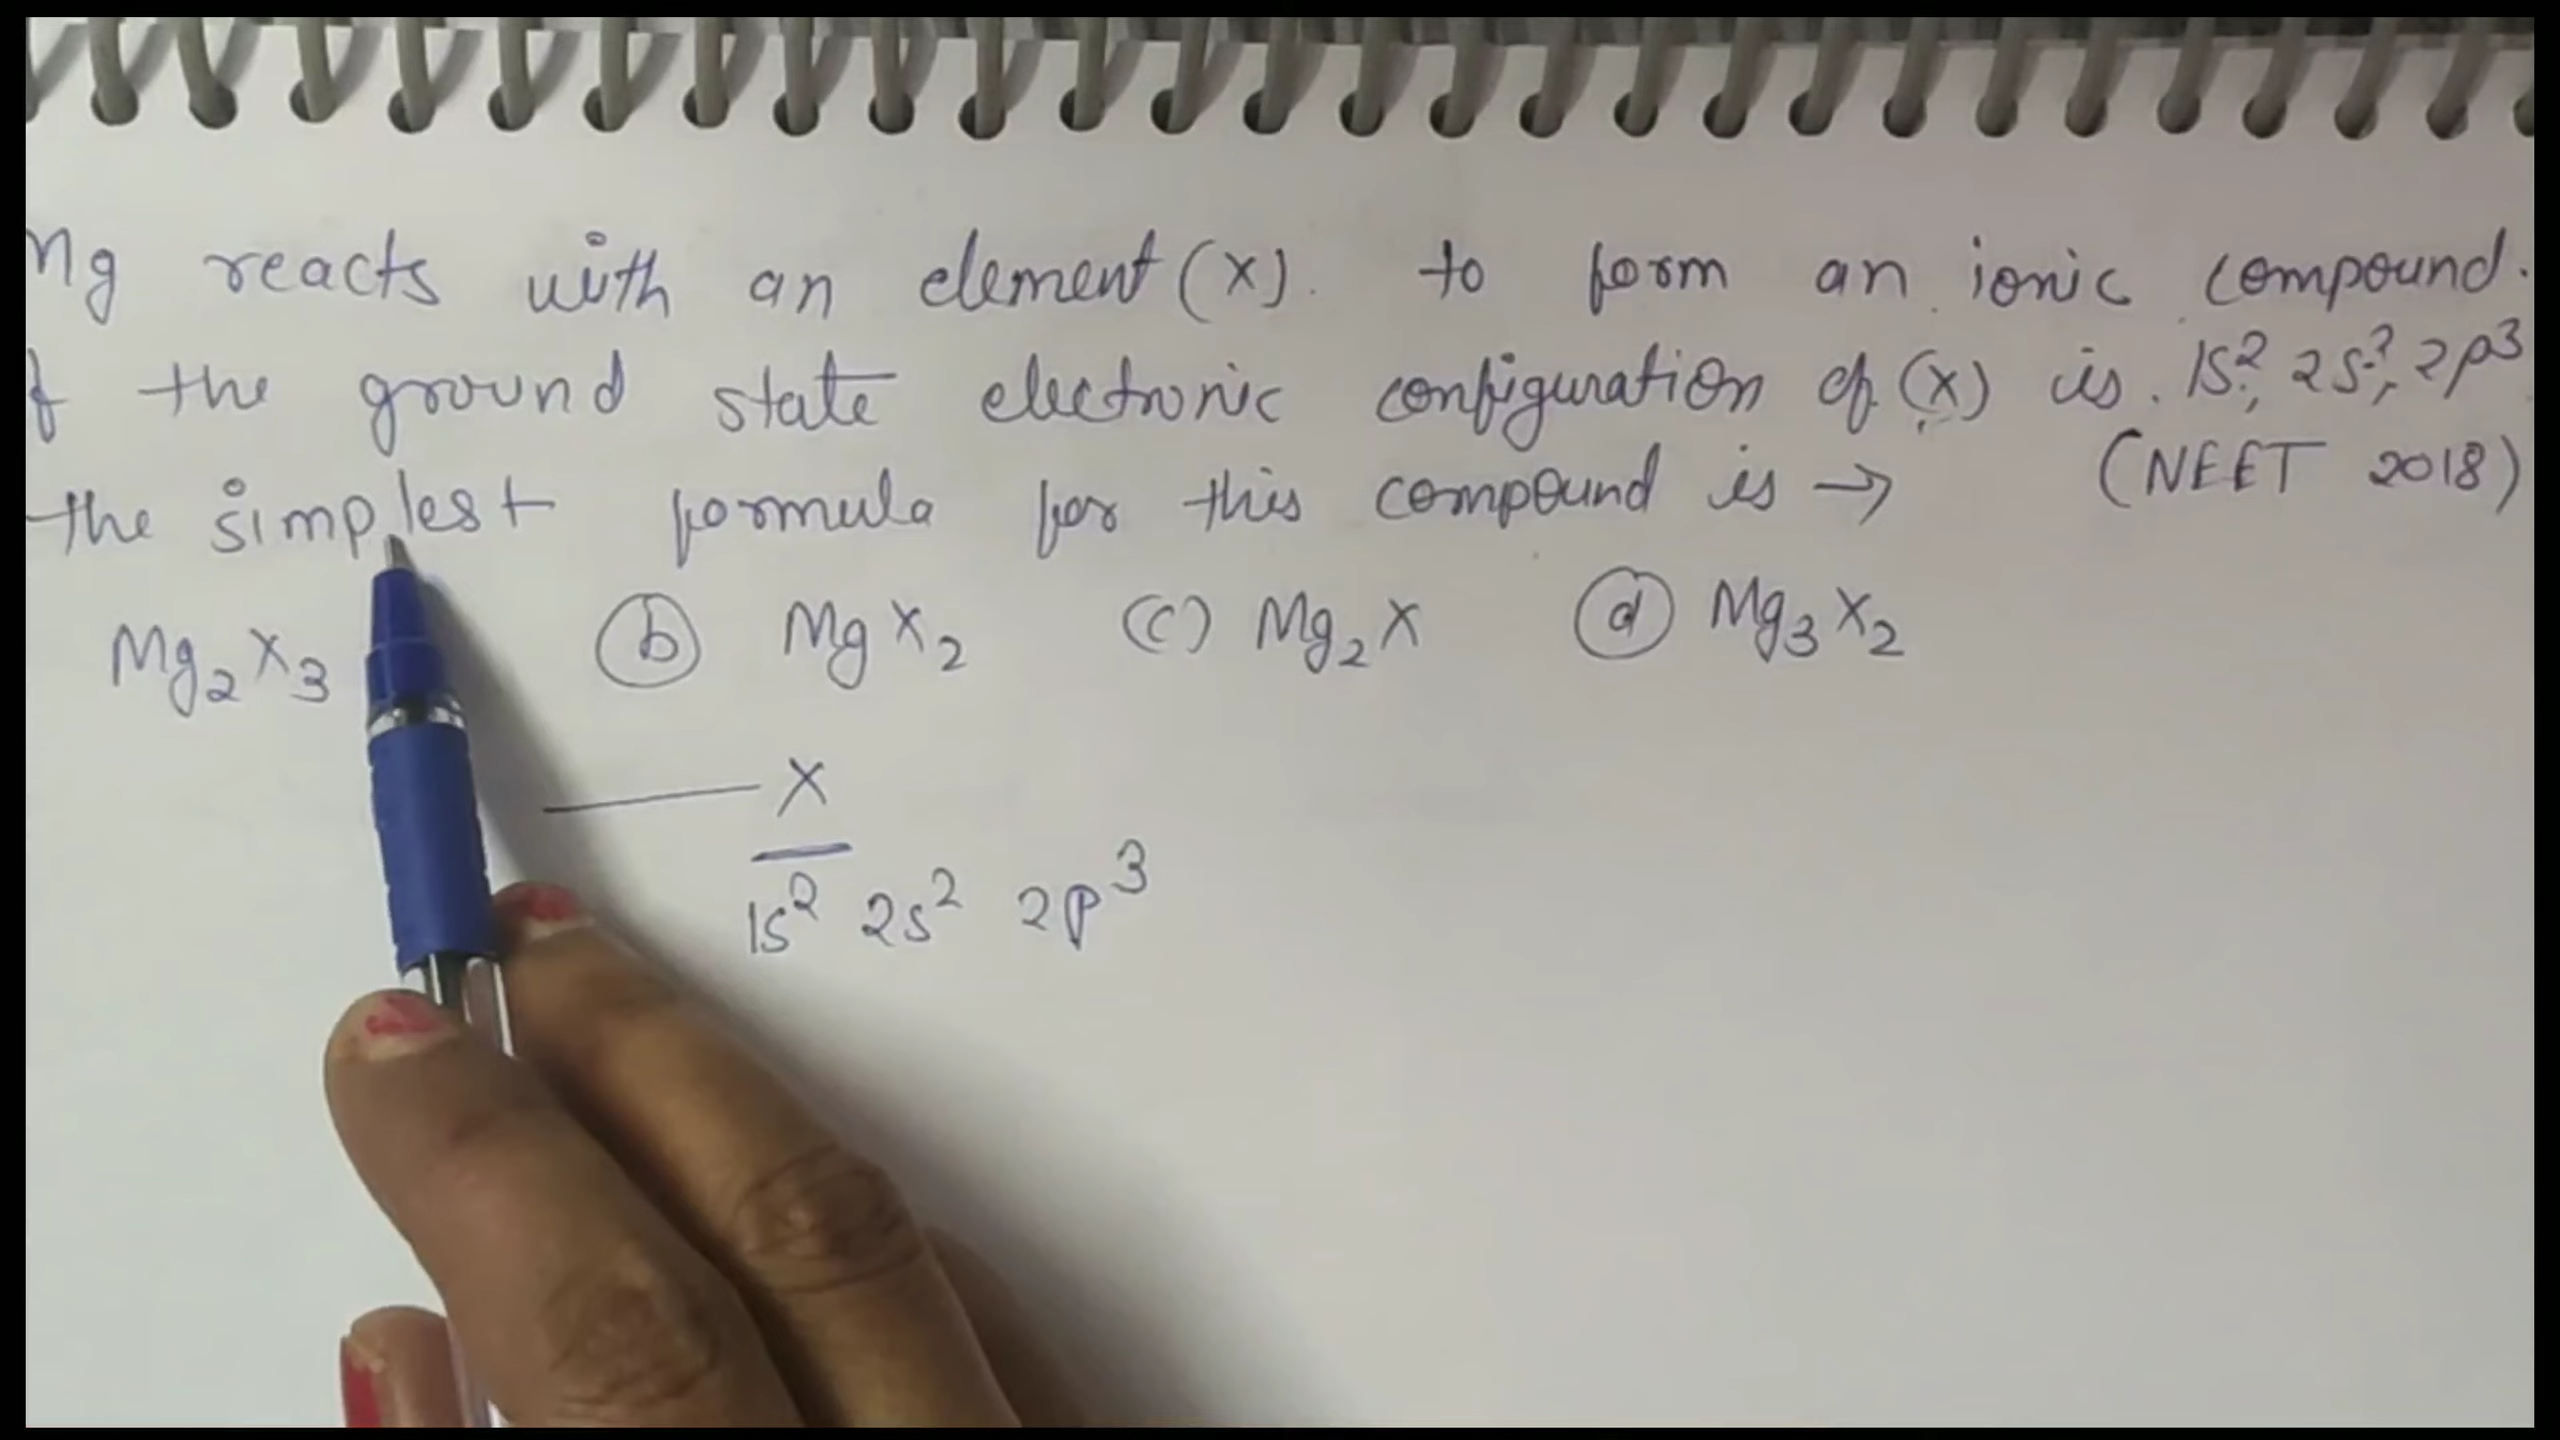 Mg reacts with an element (X). to form an ionic compound.
f the ground state electronic configuration of (X) is. 1s², 2s², 2p³
the simplest formula for this compound is → (NEET 2018)
Mg₂X₃ (b) MgX₂ (c) Mg₂X (d) Mg₃X₂
X
1s² 2s² 2p³